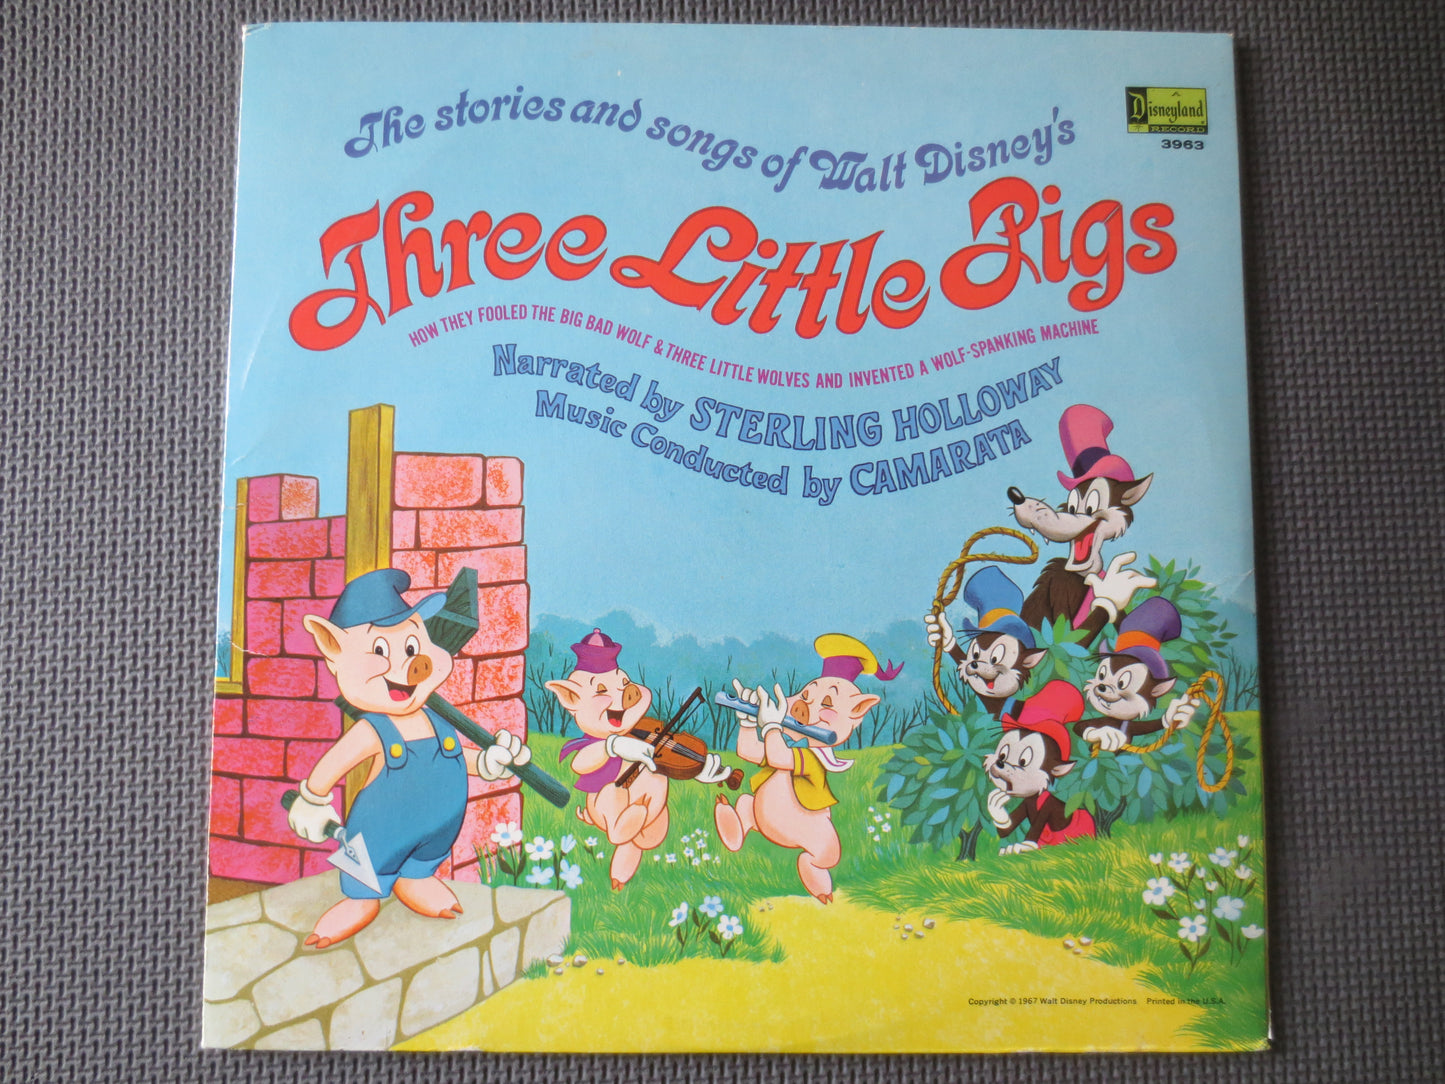 The stories and songs of Walt Disney's
Disneyland
RECORD
3963
Three Little Pigs
HOW THEY FOOLED THE BIG BAD WOLF & THREE LITTLE WOLVES AND INVENTED A WOLF-SPANKING MACHINE
Narrated by STERLING HOLLOWAY
Music Conducted by CAMARATA
Copyright © 1967 Walt Disney Productions Printed in the U.S.A.